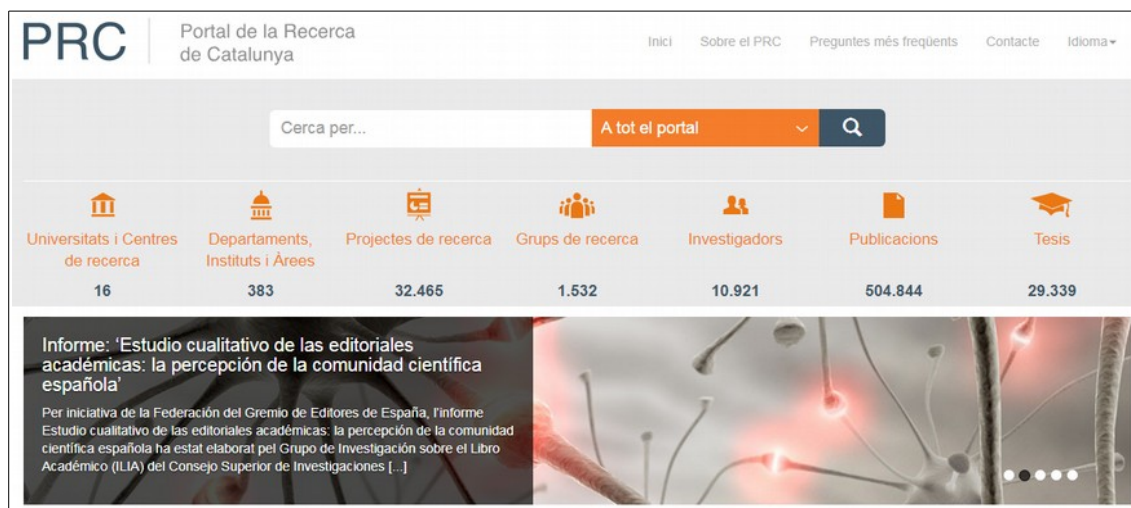 PRC
Portal de la Recerca
de Catalunya
Inici Sobre el PRC Preguntes més freqüents Contacte Idioma
Cerca per... A tot el portal
Universitats i Centres
de recerca
16
Departaments,
Instituts i Àrees
383
Projectes de recerca
32.465
Grups de recerca
1.532
Investigadors
10.921
Publicacions
504.844
Tesis
29.339
Informe: ‘Estudio cualitativo de las editoriales
académicas: la percepción de la comunidad científica
española’
Per iniciativa de la Federación del Gremio de Editores de España, l’informe
Estudio cualitativo de las editoriales académicas: la percepción de la comunidad
científica española ha estat elaborat pel Grupo de Investigación sobre el Libro
Académico (ILIA) del Consejo Superior de Investigaciones [...]